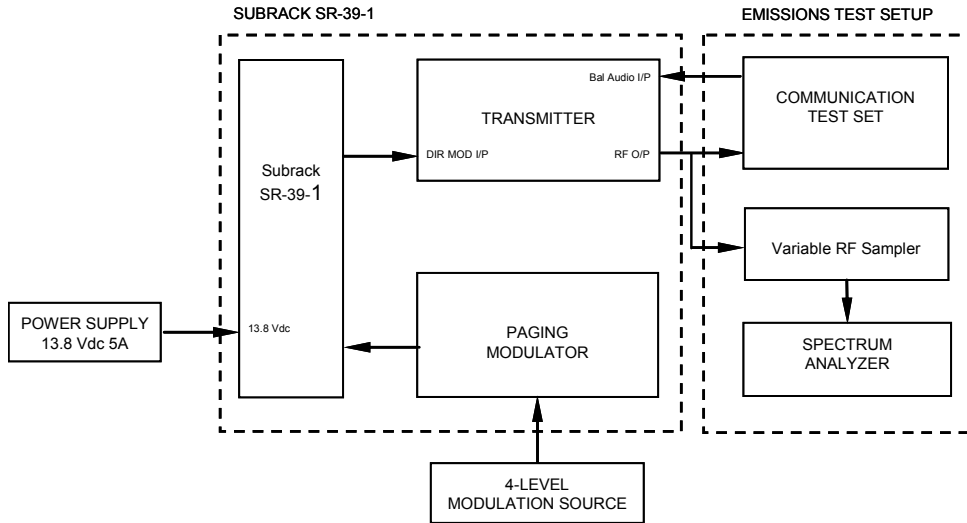 SUBRACK SR-39-1
EMISSIONS TEST SETUP
Bal Audio I/P
TRANSMITTER
DIR MOD I/P
RF O/P
COMMUNICATION
TEST SET
Subrack
SR-39-1
Variable RF Sampler
POWER SUPPLY
13.8 Vdc 5A
13.8 Vdc
PAGING
MODULATOR
SPECTRUM
ANALYZER
4-LEVEL
MODULATION SOURCE